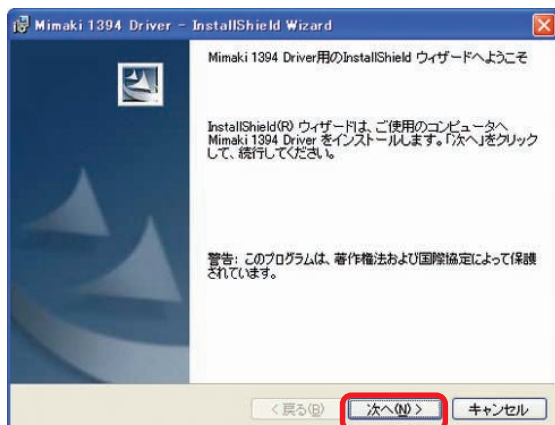 Mimaki 1394 Driver - InstallShield Wizard
Mimaki 1394 Driver用のInstallShield ウィザードへようこそ
InstallShield(R) ウィザードは、ご使用のコンピュータへ
Mimaki 1394 Driver をインストールします。「次へ」をクリック
して、続行してください。
警告: このプログラムは、著作権法および国際協定によって保護
されています。
< 戻る(B)
次へ(N) >
キャンセル